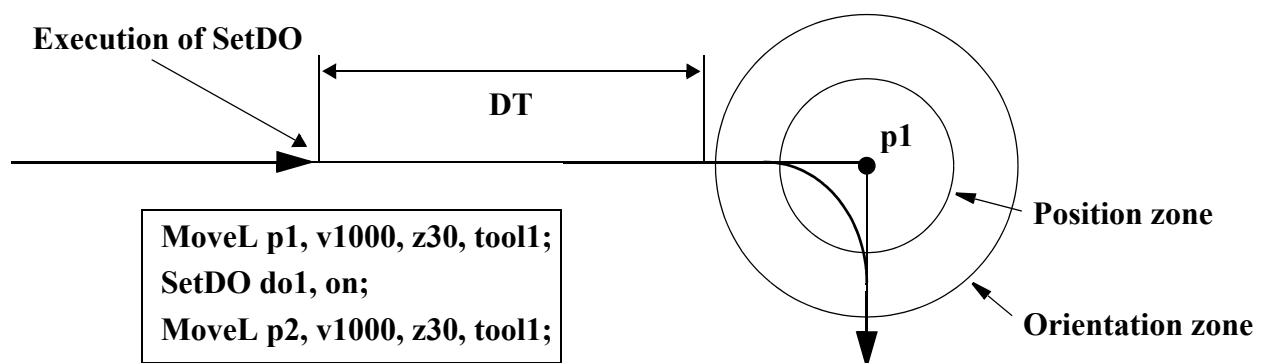 Execution of SetDO
DT
p1
Position zone
MoveL p1, v1000, z30, tool1;
SetDO do1, on;
MoveL p2, v1000, z30, tool1;
Orientation zone